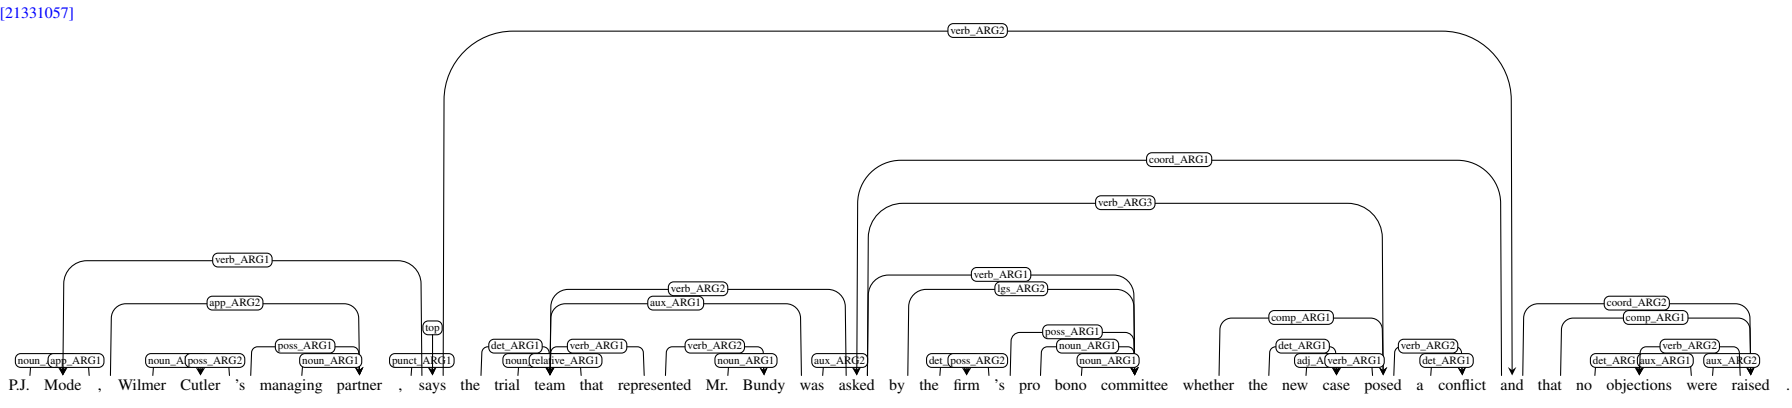 [21331057]
verb_ARG2
coord_ARG1
verb_ARG3
verb_ARG1
verb_ARG1
verb_ARG2 lgs_ARG2
app_ARG2 aux_ARG1 coord_ARG2
comp_ARG1 comp_ARG1
top poss_ARG1
poss_ARG1 det_ARG1 verb_ARG1 verb_ARG2 noun_ARG1 det_ARG1 verb_ARG2 verb_ARG2
app_ARG1 poss_ARG2 noun_ARG1 punct_ARG1 relative_ARG1 noun_ARG1 aux_ARG2 poss_ARG2 noun_ARG1 verb_ARG1 det_ARG1 aux_ARG1 aux_ARG2
P.J. Mode , Wilmer Cutler 's managing partner , says the trial team that represented Mr. Bundy was asked by the firm 's pro bono committee whether the new case posed a conflict and that no objections were raised .